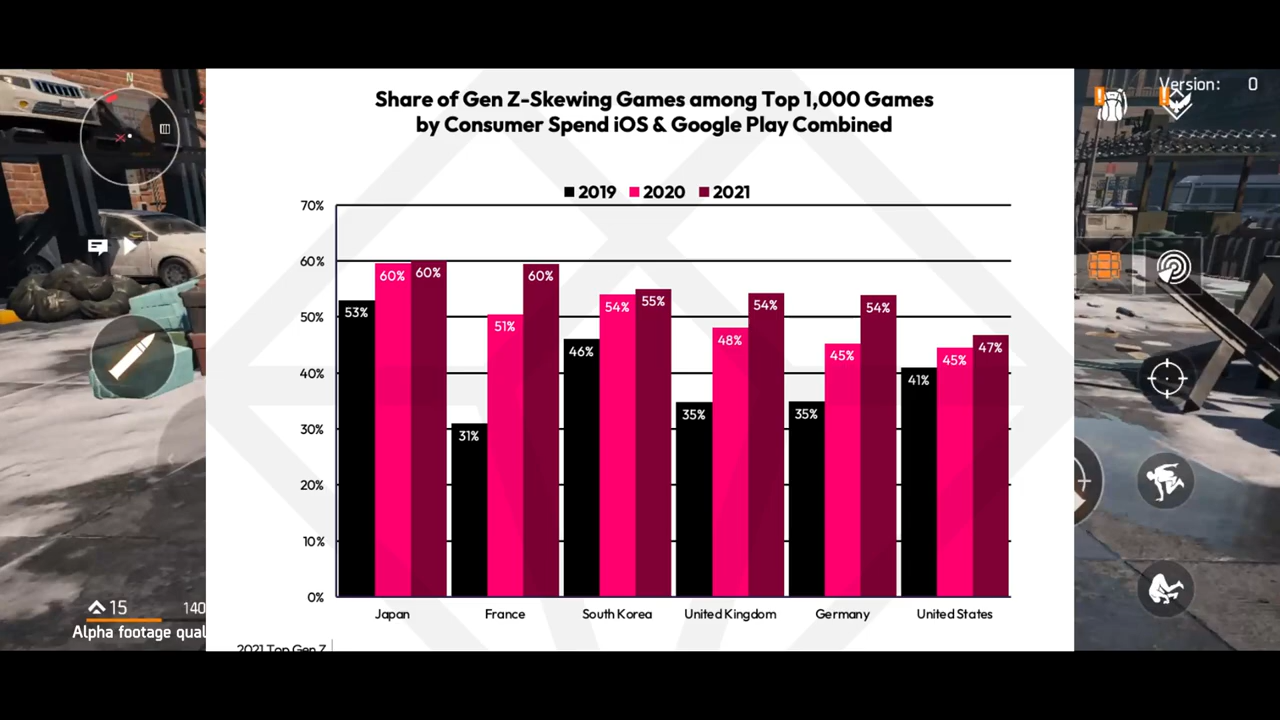 N
Version: 0
Share of Gen Z-Skewing Games among Top 1,000 Games
by Consumer Spend iOS & Google Play Combined
2019 2020 2021
70%
60%
50%
40%
30%
20%
10%
0%
53% 60% 60%
31% 51% 60%
46% 54% 55%
35% 48% 54%
35% 45% 54%
41% 45% 47%
Japan France South Korea United Kingdom Germany United States
15 140
Alpha footage qual
2021 Top Gen Z